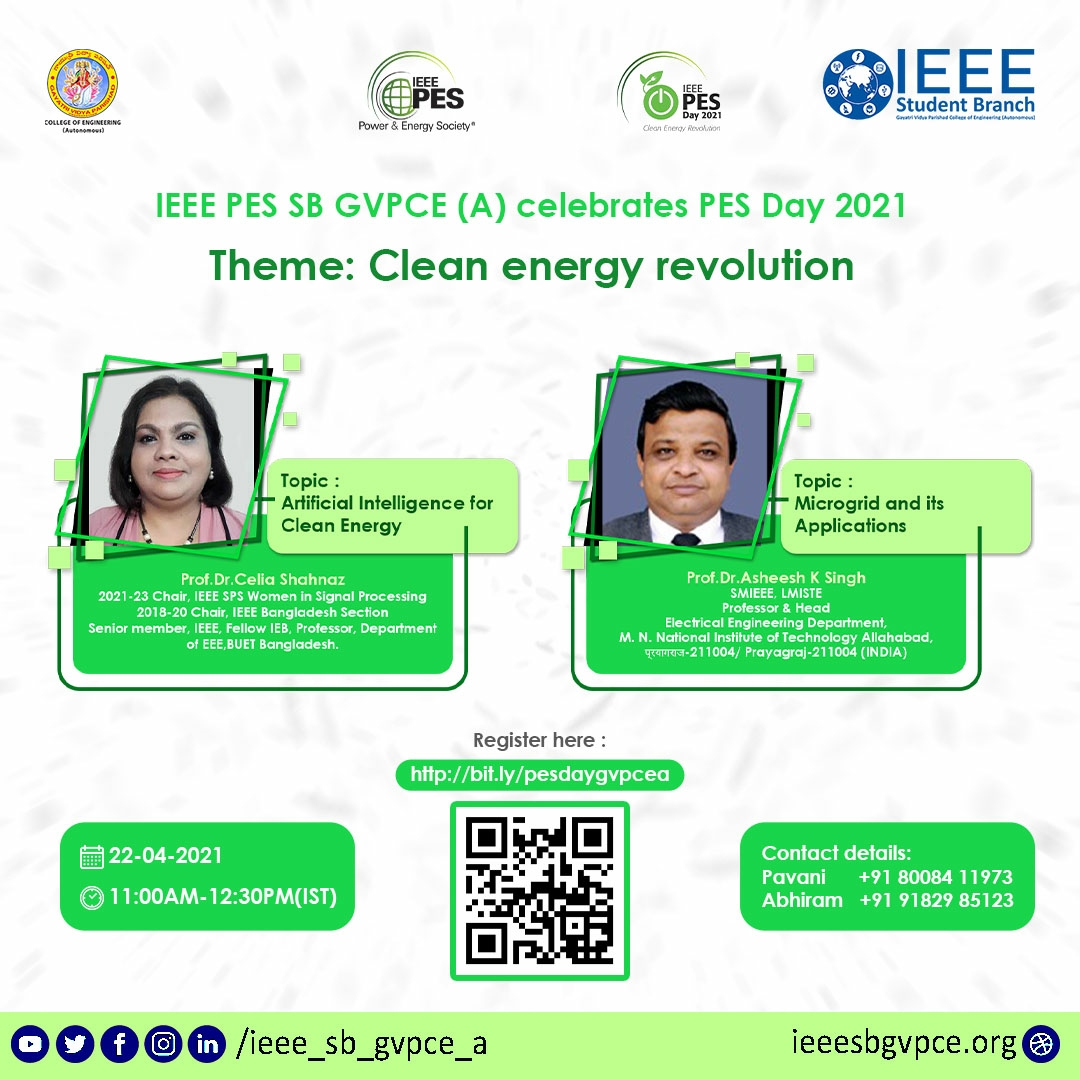 గాయత్రి విద్యా పరిషద్
GAYATRI VIDYA PARISHAD
COLLEGE OF ENGINEERING
(Autonomous)
IEEE
PES
Power & Energy Society®
IEEE
PES
Day 2021
Clean Energy Revolution
IEEE
Student Branch
Gayatri Vidya Parishad College of Engineering (Autonomous)
IEEE PES SB GVPCE (A) celebrates PES Day 2021
Theme: Clean energy revolution
Topic :
Artificial Intelligence for
Clean Energy
Prof.Dr.Celia Shahnaz
2021-23 Chair, IEEE SPS Women in Signal Processing
2018-20 Chair, IEEE Bangladesh Section
Senior member, IEEE, Fellow IEB, Professor, Department
of EEE,BUET Bangladesh.
Topic :
Microgrid and its
Applications
Prof.Dr.Asheesh K Singh
SMIEEE, LMISTE
Professor & Head
Electrical Engineering Department,
M. N. National Institute of Technology Allahabad,
प्रयागराज-211004/ Prayagraj-211004 (INDIA)
Register here :
http://bit.ly/pesdaygvpcea
22-04-2021
11:00AM-12:30PM(IST)
Contact details:
Pavani +91 80084 11973
Abhiram +91 91829 85123
/ieee_sb_gvpce_a
ieeesbgvpce.org